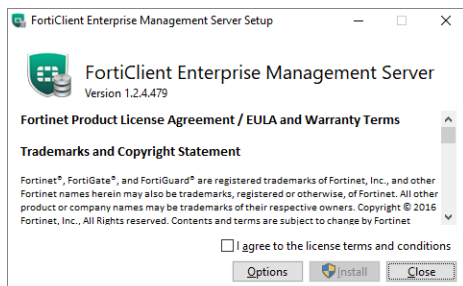 FortiClient Enterprise Management Server Setup
FortiClient Enterprise Management Server
Version 1.2.4.479
Fortinet Product License Agreement / EULA and Warranty Terms
Trademarks and Copyright Statement
Fortinet®, FortiGate®, and FortiGuard® are registered trademarks of Fortinet, Inc., and other
Fortinet names herein may also be trademarks, registered or otherwise, of Fortinet. All other
product or company names may be trademarks of their respective owners. Copyright © 2016
Fortinet, Inc., All Rights reserved. Contents and terms are subject to change by Fortinet
I agree to the license terms and conditions
Options Install Close